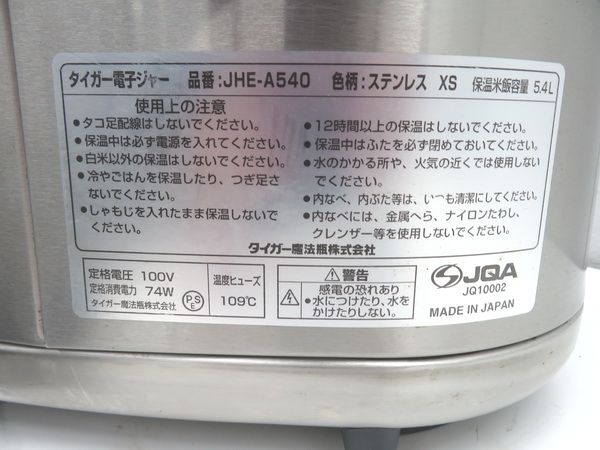 タイガー電子ジャー 品番:JHE-A540 色柄:ステンレス XS 保温米飯容量 5.4L
使用上の注意
●タコ足配線はしないでください。
●保温中は必ず電源を入れてください。
●白米以外の保温はしないでください。
●冷やごはんを保温したり、つぎ足さ
ないでください。
●しゃもじを入れたまま保温しないで
ください。
●12時間以上の保温はしないでください。
●保温中はふたを必ず閉めておいてください。
●水のかかる所や、火気の近くでは使用しない
でください。
●内なべ、内ぶた等は、いつも清潔にしてください。
●内なべには、金属へら、ナイロンたわし、
クレンザー等を使用しないでください。
タイガー魔法瓶株式会社
定格電圧 100V
定格消費電力 74W
タイガー魔法瓶株式会社
PS
E
温度ヒューズ
109℃
警告
感電の恐れあり
●水につけたり、水を
かけたりしない。
JQA
JQ10002
MADE IN JAPAN